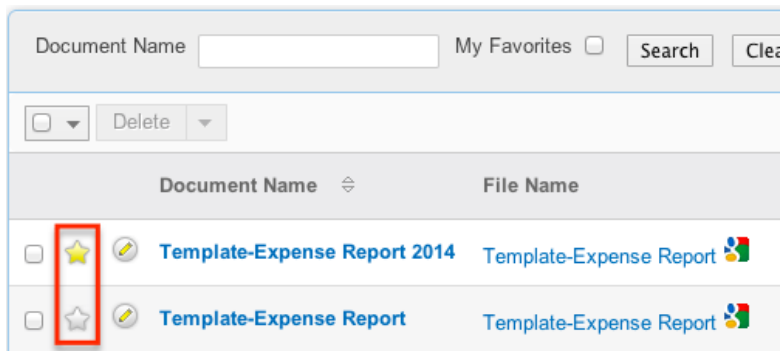 Document Name My Favorites Search
Delete
Document Name File Name
Template-Expense Report 2014 Template-Expense Report
Template-Expense Report Template-Expense Report